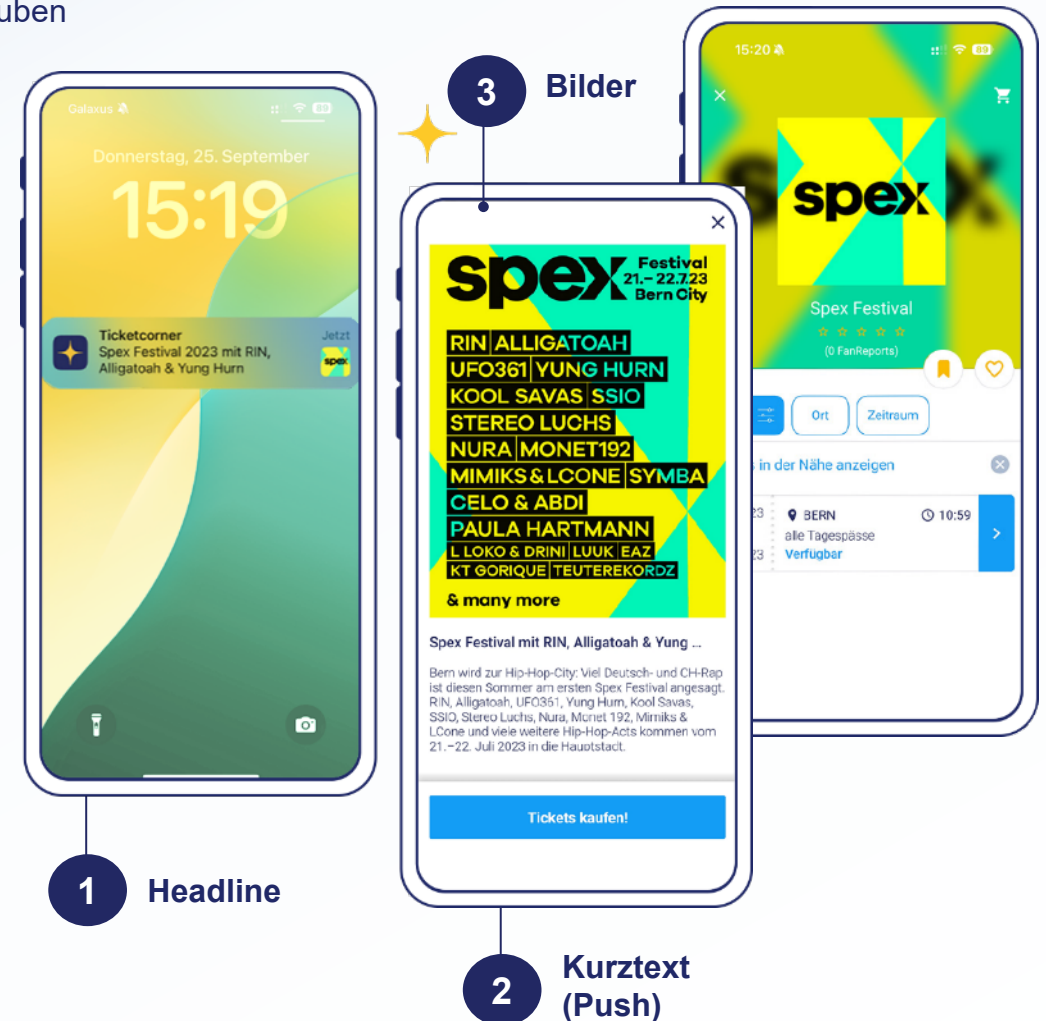 Galaxus
89
Donnerstag, 25. September
15:19
Ticketcorner
Jetzt
Spex Festival 2023 mit RIN,
Alligatoah & Yung Hurn
spex
1 Headline
3 Bilder
spex Festival
21.–22.7.23
Bern City
RIN ALLIGATOAH
UFO361 YUNG HURN
KOOL SAVAS SSIO
STEREO LUCHS
NURA MONET192
MIMIKS & LCONE SYMBA
CELO & ABDI
PAULA HARTMANN
L LOKO & DRINI LUUK EAZ
KT GORIQUE TEUTEREKORDZ
& many more
Spex Festival mit RIN, Alligatoah & Yung ...
Bern wird zur Hip-Hop-City: Viel Deutsch- und CH-Rap
ist diesen Sommer am ersten Spex Festival angesagt.
RIN, Alligatoah, UFO361, Yung Hurn, Kool Savas,
SSIO, Stereo Luchs, Nura, Monet 192, Mimiks &
LCone und viele weitere Hip-Hop-Acts kommen vom
21.–22. Juli 2023 in die Hauptstadt.
Tickets kaufen!
2 Kurztext
(Push)
15:20
89
spex
Spex Festival
(0 FanReports)
Ort
Zeitraum
in der Nähe anzeigen
23
BERN
10:59
alle Tagespässe
23
Verfügbar